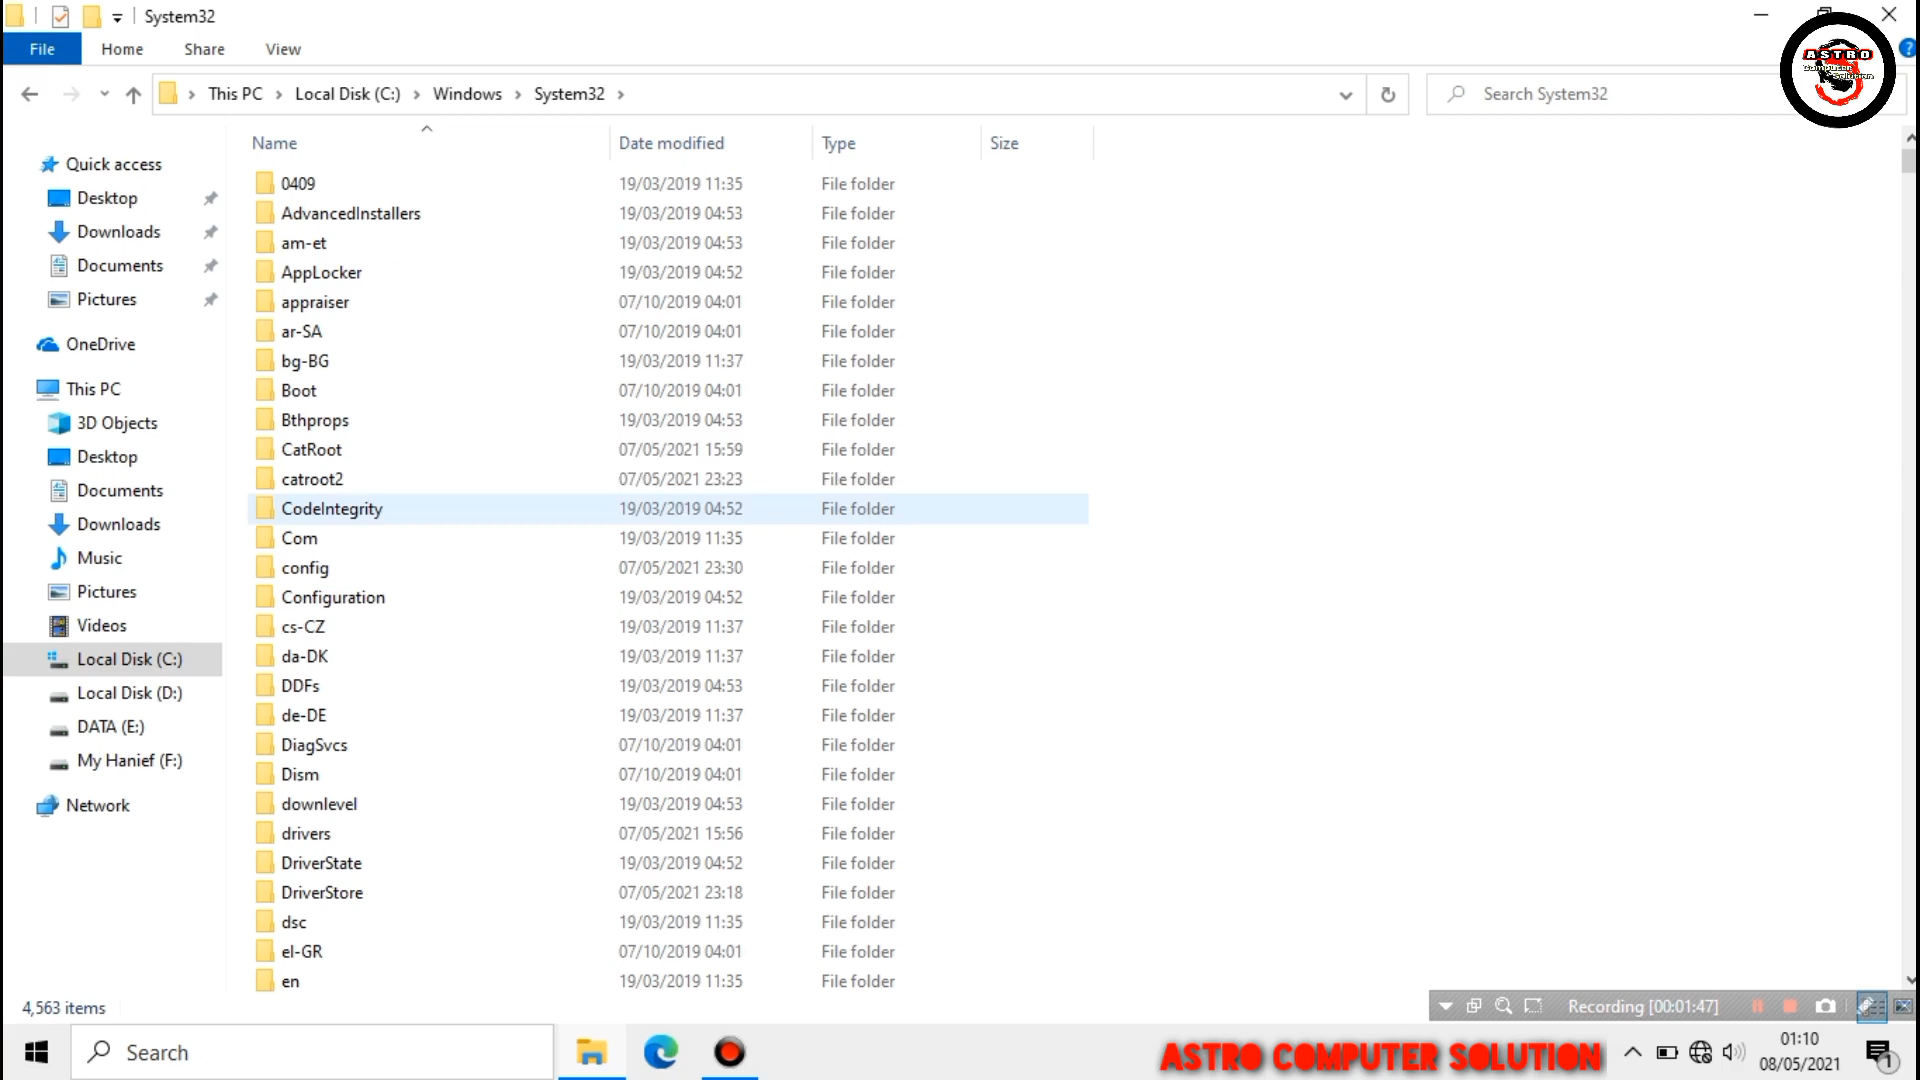 System32
File Home Share View
This PC Local Disk (C:) Windows System32
Search System32
ASTRO
Computer
Solution
Name Date modified Type Size
Quick access
Desktop
Downloads
Documents
Pictures
OneDrive
This PC
3D Objects
Desktop
Documents
Downloads
Music
Pictures
Videos
Local Disk (C:)
Local Disk (D:)
DATA (E:)
My Hanief (F:)
Network
0409 19/03/2019 11:35 File folder
AdvancedInstallers 19/03/2019 04:53 File folder
am-et 19/03/2019 04:53 File folder
AppLocker 19/03/2019 04:52 File folder
appraiser 07/10/2019 04:01 File folder
ar-SA 07/10/2019 04:01 File folder
bg-BG 19/03/2019 11:37 File folder
Boot 07/10/2019 04:01 File folder
Bthprops 19/03/2019 04:53 File folder
CatRoot 07/05/2021 15:59 File folder
catroot2 07/05/2021 23:23 File folder
CodeIntegrity 19/03/2019 04:52 File folder
Com 19/03/2019 11:35 File folder
config 07/05/2021 23:30 File folder
Configuration 19/03/2019 04:52 File folder
cs-CZ 19/03/2019 11:37 File folder
da-DK 19/03/2019 11:37 File folder
DDFs 19/03/2019 04:53 File folder
de-DE 19/03/2019 11:37 File folder
DiagSvcs 07/10/2019 04:01 File folder
Dism 07/10/2019 04:01 File folder
downlevel 19/03/2019 04:53 File folder
drivers 07/05/2021 15:56 File folder
DriverState 19/03/2019 04:52 File folder
DriverStore 07/05/2021 23:18 File folder
dsc 19/03/2019 11:35 File folder
el-GR 07/10/2019 04:01 File folder
en 19/03/2019 11:35 File folder
4,563 items
Recording [00:01:47]
Search
ASTRO COMPUTER SOLUTION
01:10
08/05/2021
1